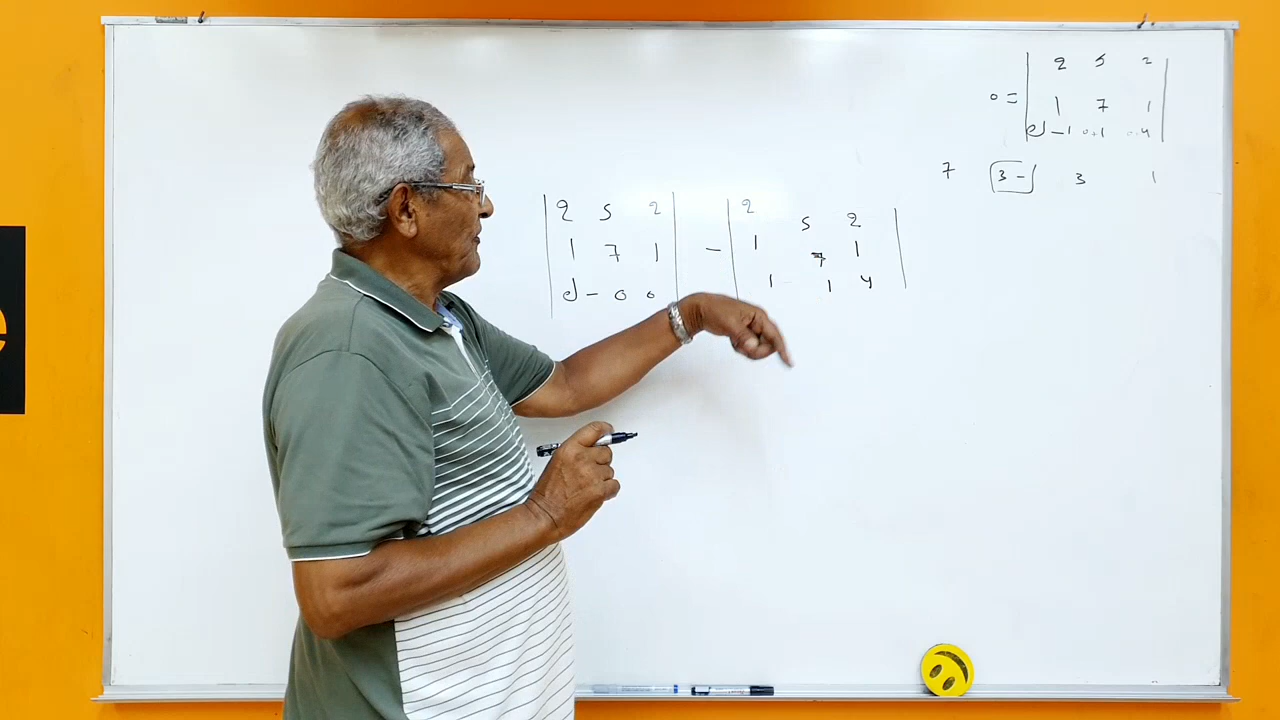 0 = | 2 5 2 |
| 1 7 1 |
| ل - 1 0+1 0+4 |
7 3- 3 1
| 2 5 2 | - | 2 5 2 |
| 1 7 1 | | 1 7 1 |
| ل - 0 0 | | 1 - 1 4 |